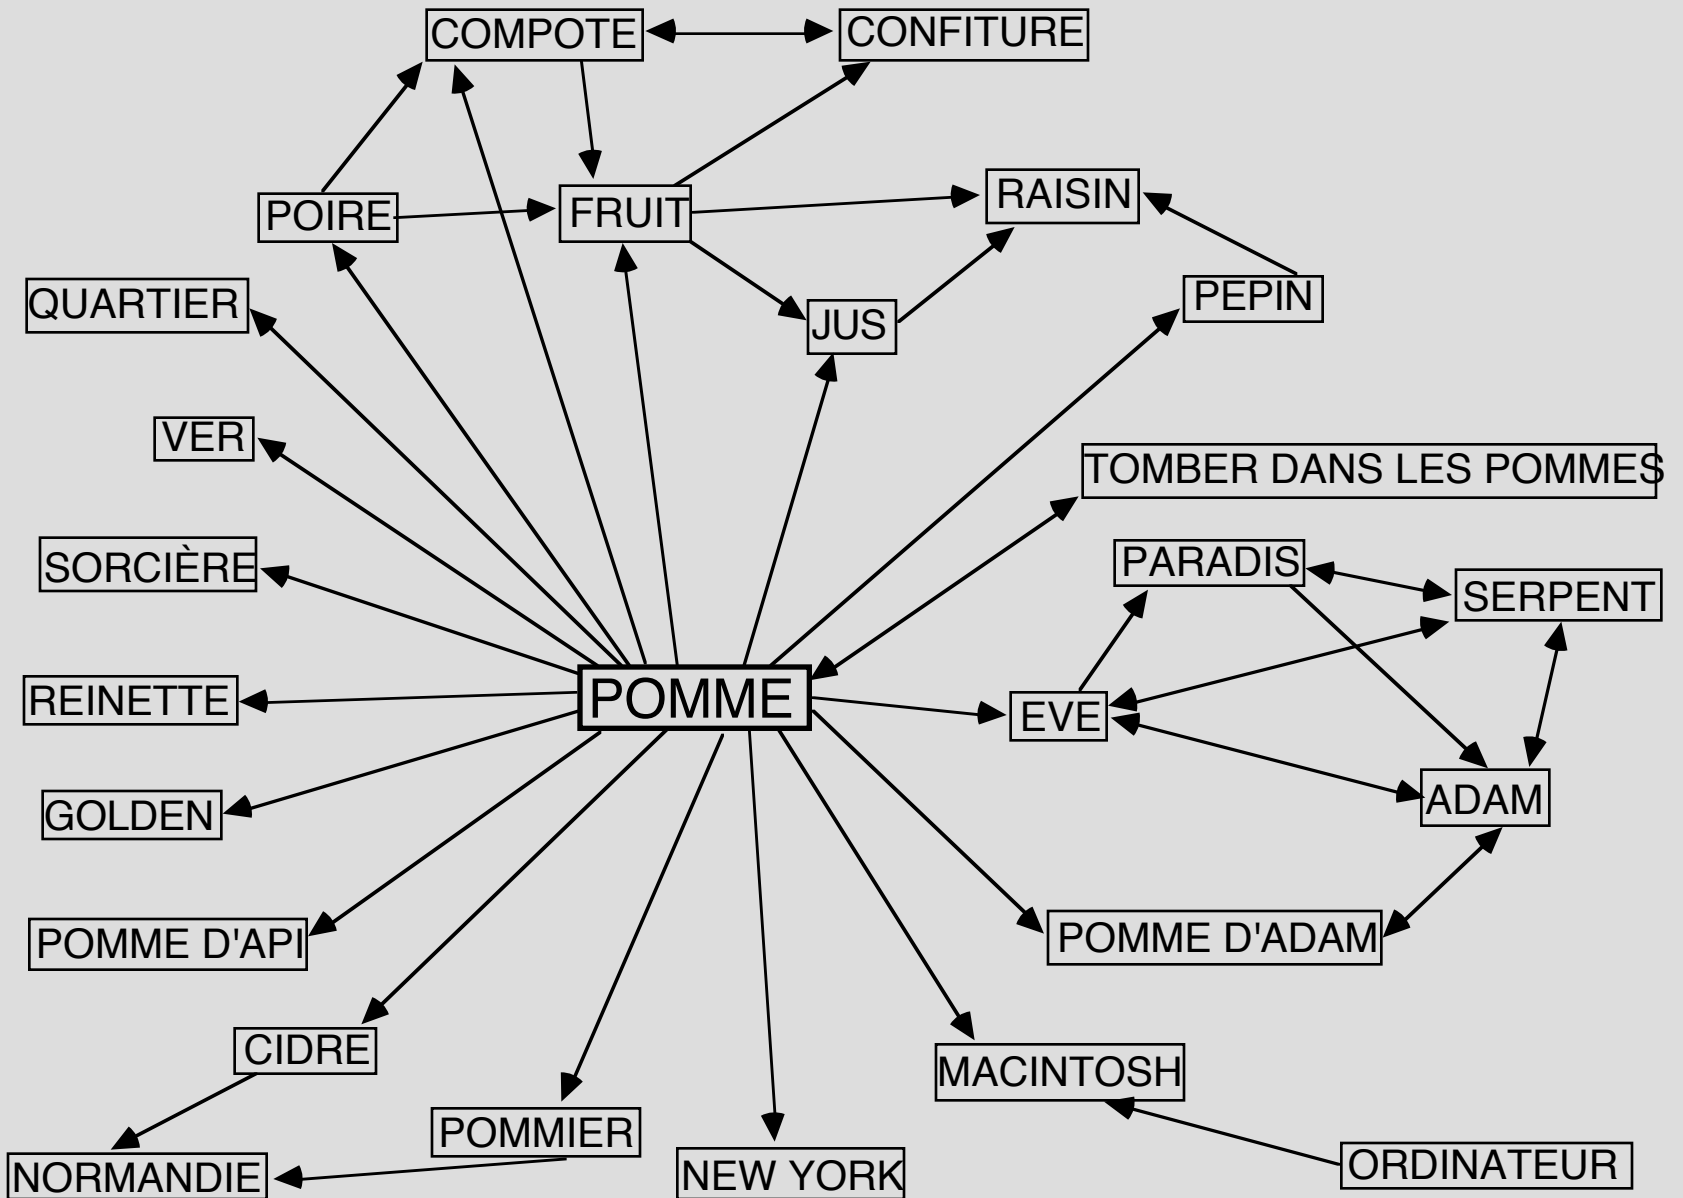 COMPOTE
CONFITURE
RAISIN
POIRE
FRUIT
QUARTIER
PEPIN
JUS
VER
TOMBER DANS LES POMMES
SORCIÈRE
PARADIS
SERPENT
REINETTE
POMME
EVE
GOLDEN
ADAM
POMME D'API
POMME D'ADAM
CIDRE
MACINTOSH
POMMIER
NORMANDIE
NEW YORK
ORDINATEUR